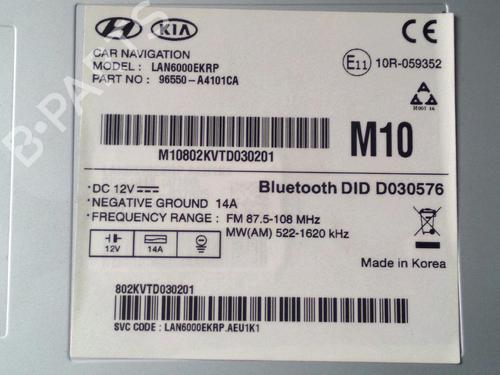 KIA
CE
CAR NAVIGATION
MODEL : LAN6000EKRP
PART NO : 96550-A4101CA
E11 10R-059352
M10
M10802KVTD030201
DC 12V
NEGATIVE GROUND 14A
FREQUENCY RANGE : FM 87.5-108 MHz
MW(AM) 522-1620 kHz
Bluetooth DID D030576
12V 14A
Made in Korea
802KVTD030201
SVC CODE : LAN6000EKRP.AEU1K1
B-PARTS